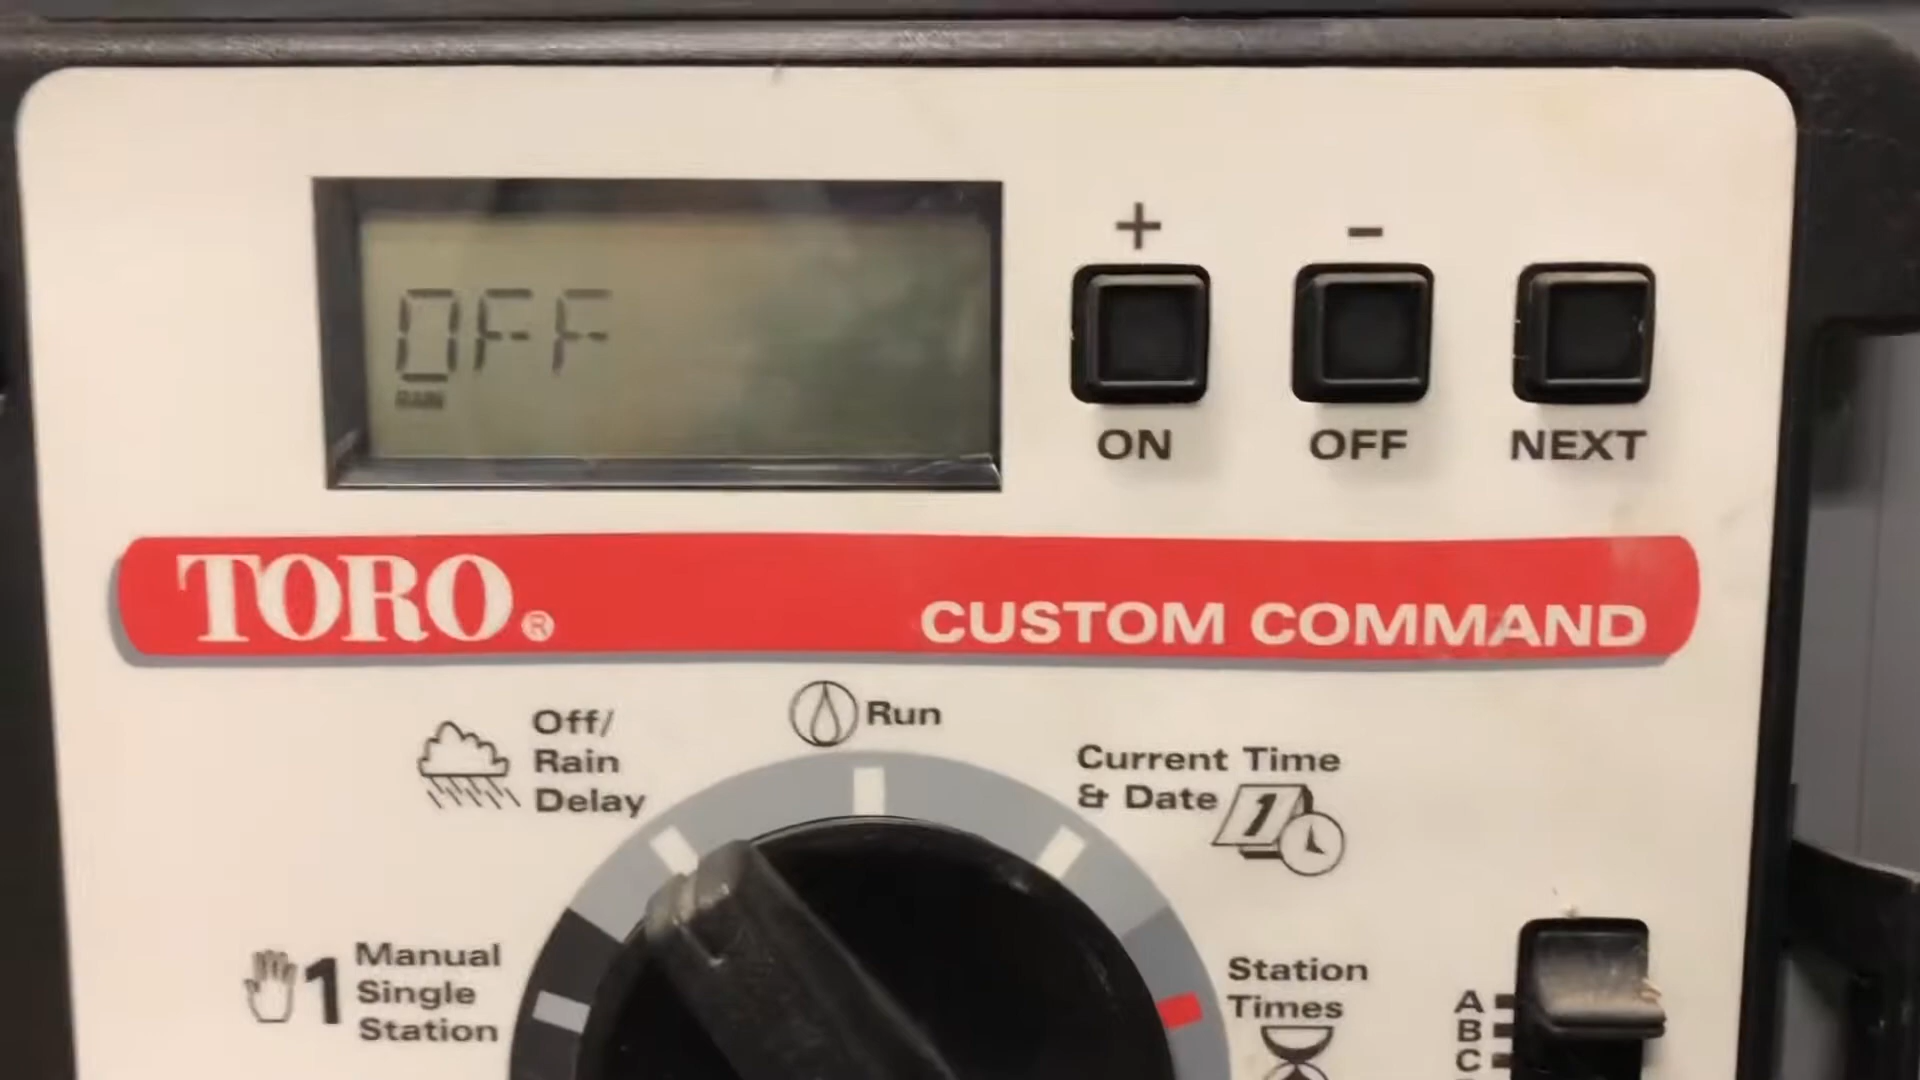 + -
OFF
RAIN
ON OFF NEXT
TORO®
CUSTOM COMMAND
Off/
Rain
Delay
Run
Current Time
& Date
1
1
Manual
Single
Station
Station
Times
A
B
C